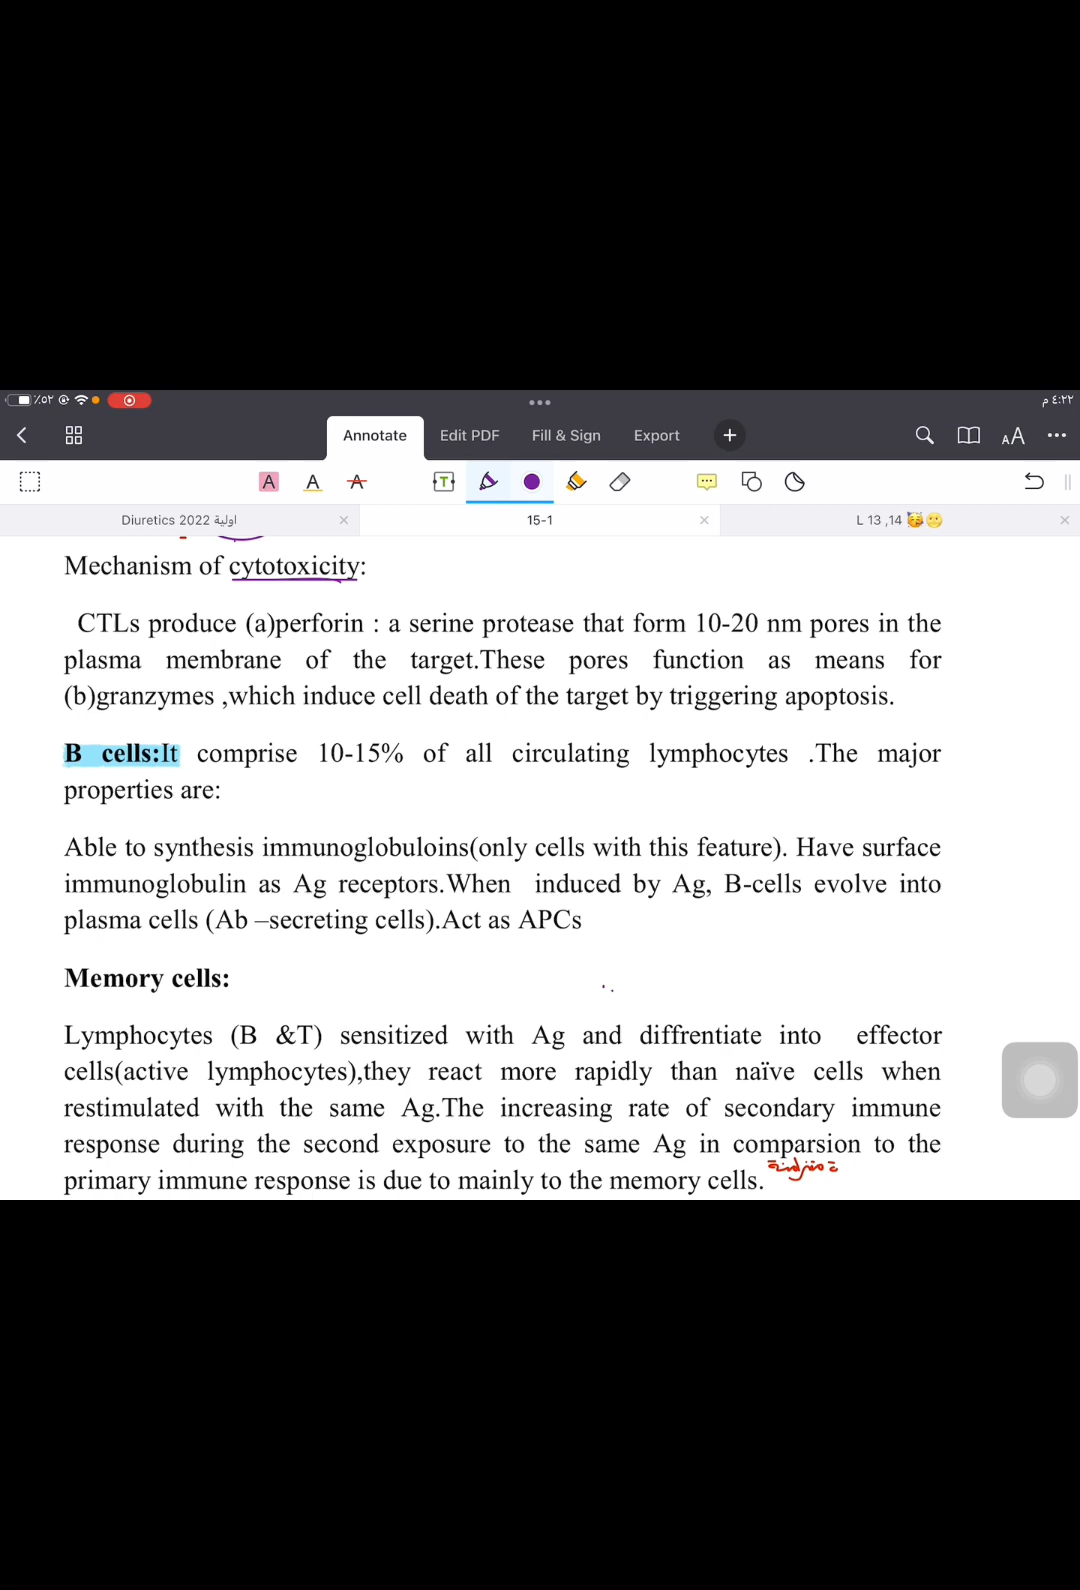 ٪٥٢
٤:٢٢ م
Annotate
Edit PDF
Fill & Sign
Export
AA
A A A
T
Diuretics 2022 اولية
15-1
L 13 ,14 🥳🙂
Mechanism of cytotoxicity:
CTLs produce (a)perforin : a serine protease that form 10-20 nm pores in the
plasma membrane of the target.These pores function as means for
(b)granzymes ,which induce cell death of the target by triggering apoptosis.
B cells:It comprise 10-15% of all circulating lymphocytes .The major
properties are:
Able to synthesis immunoglobuloins(only cells with this feature). Have surface
immunoglobulin as Ag receptors.When induced by Ag, B-cells evolve into
plasma cells (Ab –secreting cells).Act as APCs
Memory cells:
Lymphocytes (B &T) sensitized with Ag and diffrentiate into effector
cells(active lymphocytes),they react more rapidly than naïve cells when
restimulated with the same Ag.The increasing rate of secondary immune
response during the second exposure to the same Ag in comparsion to the
primary immune response is due to mainly to the memory cells.